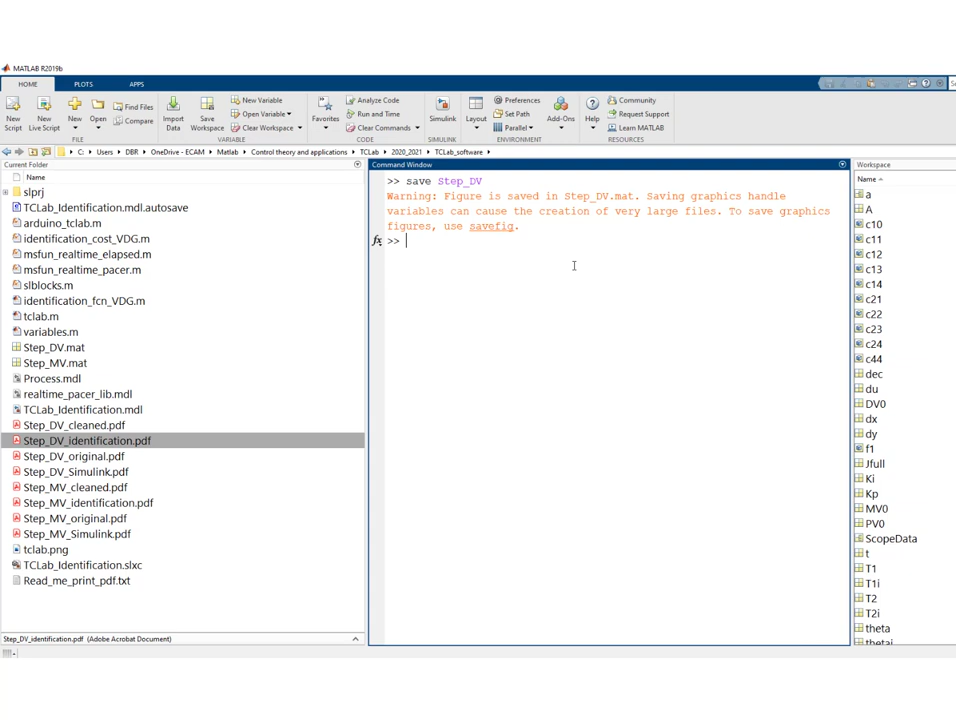 MATLAB R2019b
HOME PLOTS APPS
New Script
New Live Script
New
Open
Find Files
Compare
FILE
Import Data
Save Workspace
New Variable
Open Variable
Clear Workspace
VARIABLE
Favorites
Analyze Code
Run and Time
Clear Commands
CODE
Simulink
SIMULINK
Layout
Preferences
Set Path
Parallel
ENVIRONMENT
Add-Ons
Help
Community
Request Support
Learn MATLAB
RESOURCES
C: Users DBR OneDrive - ECAM Matlab Control theory and applications TCLab 2020_2021 TCLab_software
Current Folder
Name
slprj
TCLab_Identification.mdl.autosave
arduino_tclab.m
identification_cost_VDG.m
msfun_realtime_elapsed.m
msfun_realtime_pacer.m
slblocks.m
identification_fcn_VDG.m
tclab.m
variables.m
Step_DV.mat
Step_MV.mat
Process.mdl
realtime_pacer_lib.mdl
TCLab_Identification.mdl
Step_DV_cleaned.pdf
Step_DV_identification.pdf
Step_DV_original.pdf
Step_DV_Simulink.pdf
Step_MV_cleaned.pdf
Step_MV_identification.pdf
Step_MV_original.pdf
Step_MV_Simulink.pdf
tclab.png
TCLab_Identification.slxc
Read_me_print_pdf.txt
Step_DV_identification.pdf (Adobe Acrobat Document)
Command Window
>> save Step_DV
Warning: Figure is saved in Step_DV.mat. Saving graphics handle
variables can cause the creation of very large files. To save graphics
figures, use savefig.
fx >>
Workspace
Name
a
A
c10
c11
c12
c13
c14
c21
c22
c23
c24
c44
dec
du
DV0
dx
dy
f1
Jfull
Ki
Kp
MV0
PV0
ScopeData
t
T1
T1i
T2
T2i
theta
thetai